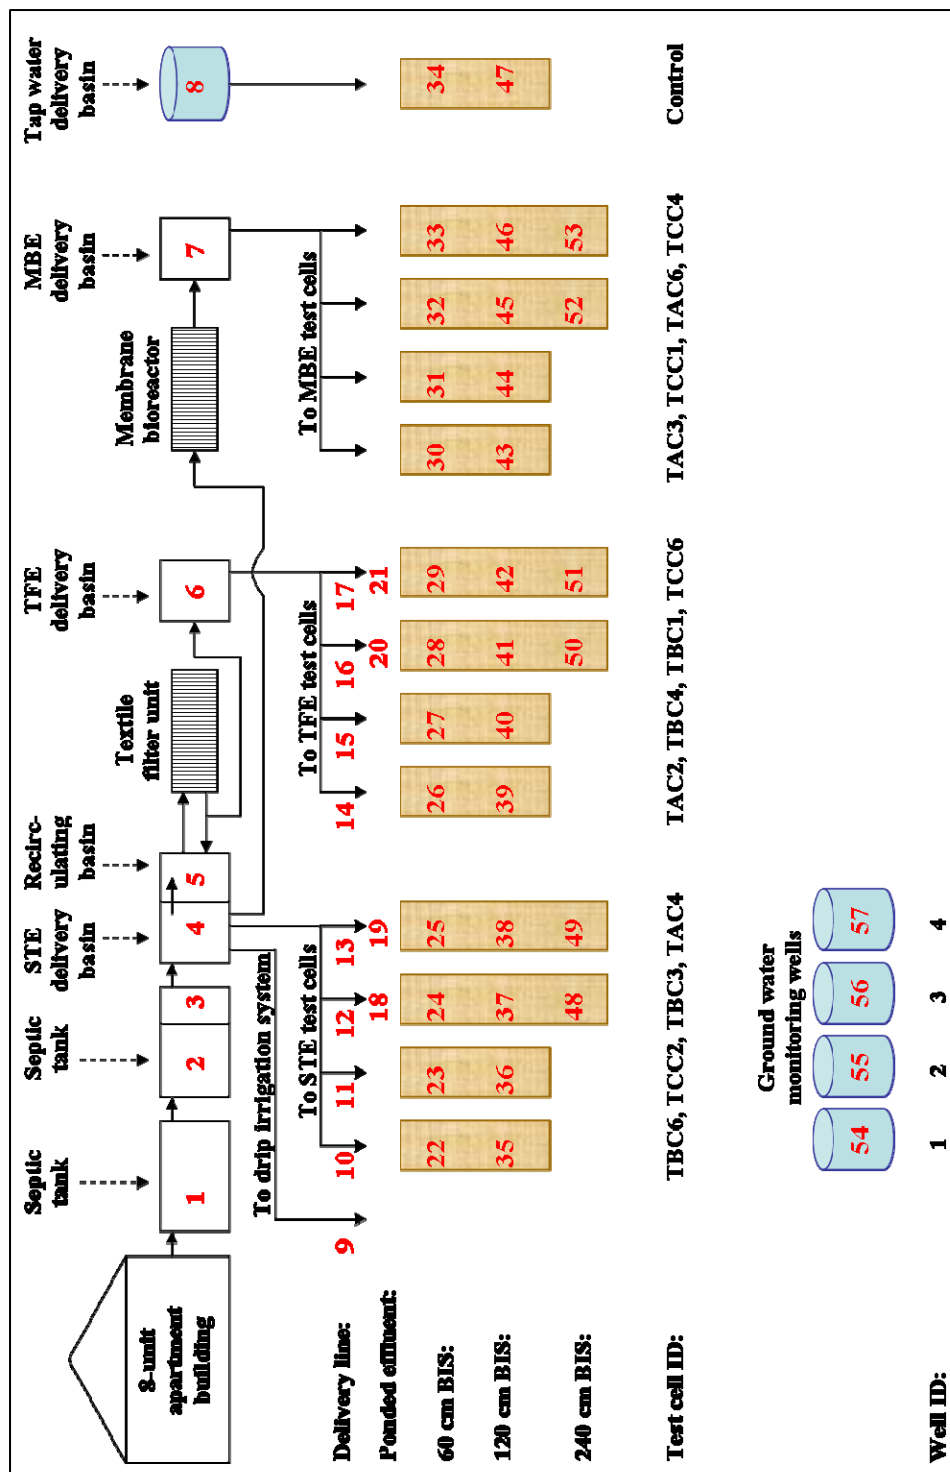 Septic
tank
Septic
tank
STE
delivery
basin
Recirc-
ulating
basin
TFE
delivery
basin
MBE
delivery
basin
Tap water
delivery
basin
Textile
filter unit
Membrane
bioreactor
8-unit
apartment
building
1
2
3
4
5
6
7
8
To drip irrigation system
To STE test cells
To TFE test cells
To MBE test cells
Delivery line:
9
10
11
12
13
14
15
16
17
Ponded effluent:
18
19
20
21
60 cm BIS:
22
23
24
25
26
27
28
29
30
31
32
33
34
120 cm BIS:
35
36
37
38
39
40
41
42
43
44
45
46
47
240 cm BIS:
48
49
50
51
52
53
Test cell ID:
TBC6, TCC2, TBC3, TAC4
TAC2, TBC4, TBC1, TCC6
TAC3, TCC1, TAC6, TCC4
Control
Ground water
monitoring wells
54
55
56
57
Well ID:
1
2
3
4